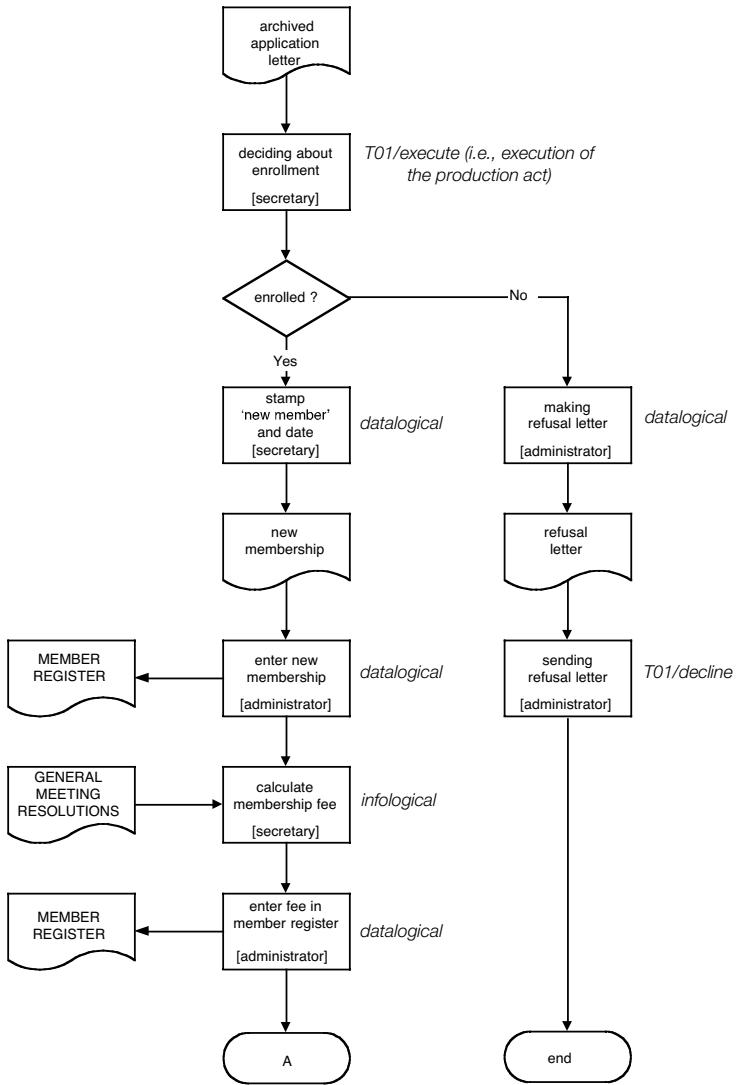 archived
application
letter
deciding about
enrollment
[secretary]
T01/execute (i.e., execution of
the production act)
enrolled ?
No
Yes
stamp
'new member'
and date
[secretary]
datalogical
making
refusal letter
[administrator]
datalogical
new
membership
refusal
letter
MEMBER
REGISTER
enter new
membership
[administrator]
datalogical
sending
refusal letter
[administrator]
T01/decline
GENERAL
MEETING
RESOLUTIONS
calculate
membership fee
[secretary]
infological
MEMBER
REGISTER
enter fee in
member register
[administrator]
datalogical
A
end